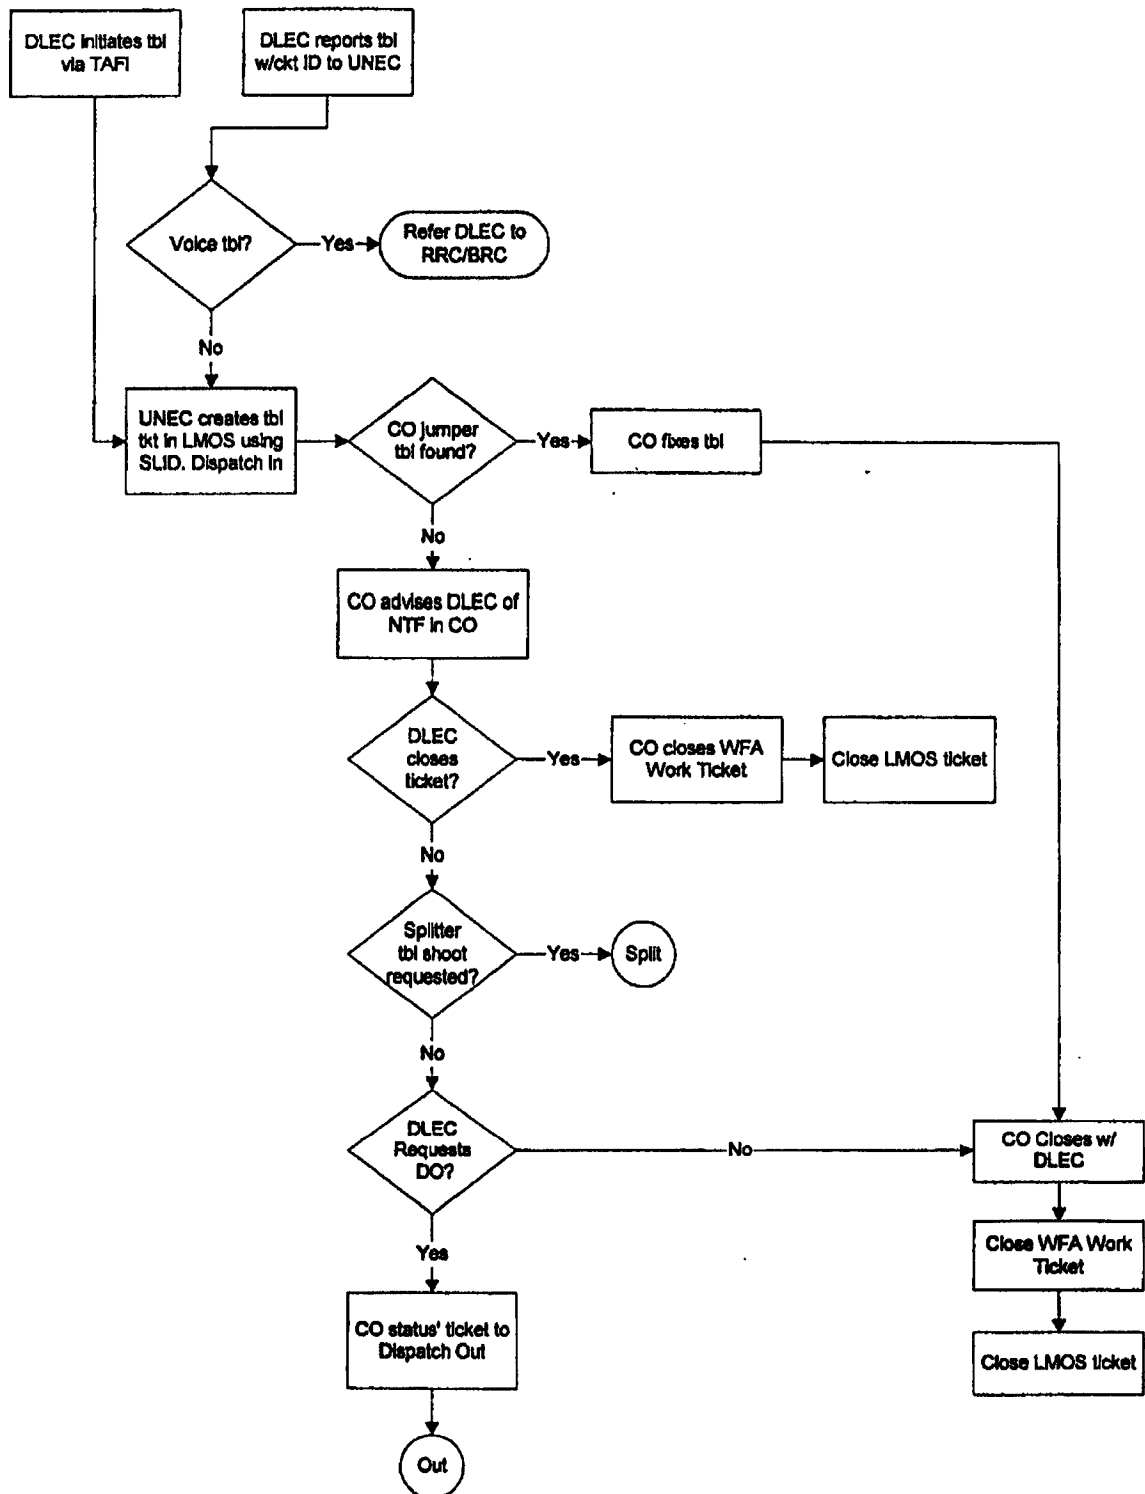 DLEC initiates tbl
via TAFI
DLEC reports tbl
w/ckt ID to UNEC
Voice tbl?
Yes
Refer DLEC to
RRC/BRC
No
UNEC creates tbl
tkt in LMOS using
SLID. Dispatch In
CO jumper
tbl found?
Yes
CO fixes tbl
No
CO advises DLEC of
NTF in CO
DLEC
closes
ticket?
Yes
CO closes WFA
Work Ticket
Close LMOS ticket
No
Splitter
tbl shoot
requested?
Yes
Split
No
DLEC
Requests
DO?
No
CO Closes w/
DLEC
Yes
Close WFA Work
Ticket
CO status' ticket to
Dispatch Out
Close LMOS ticket
Out